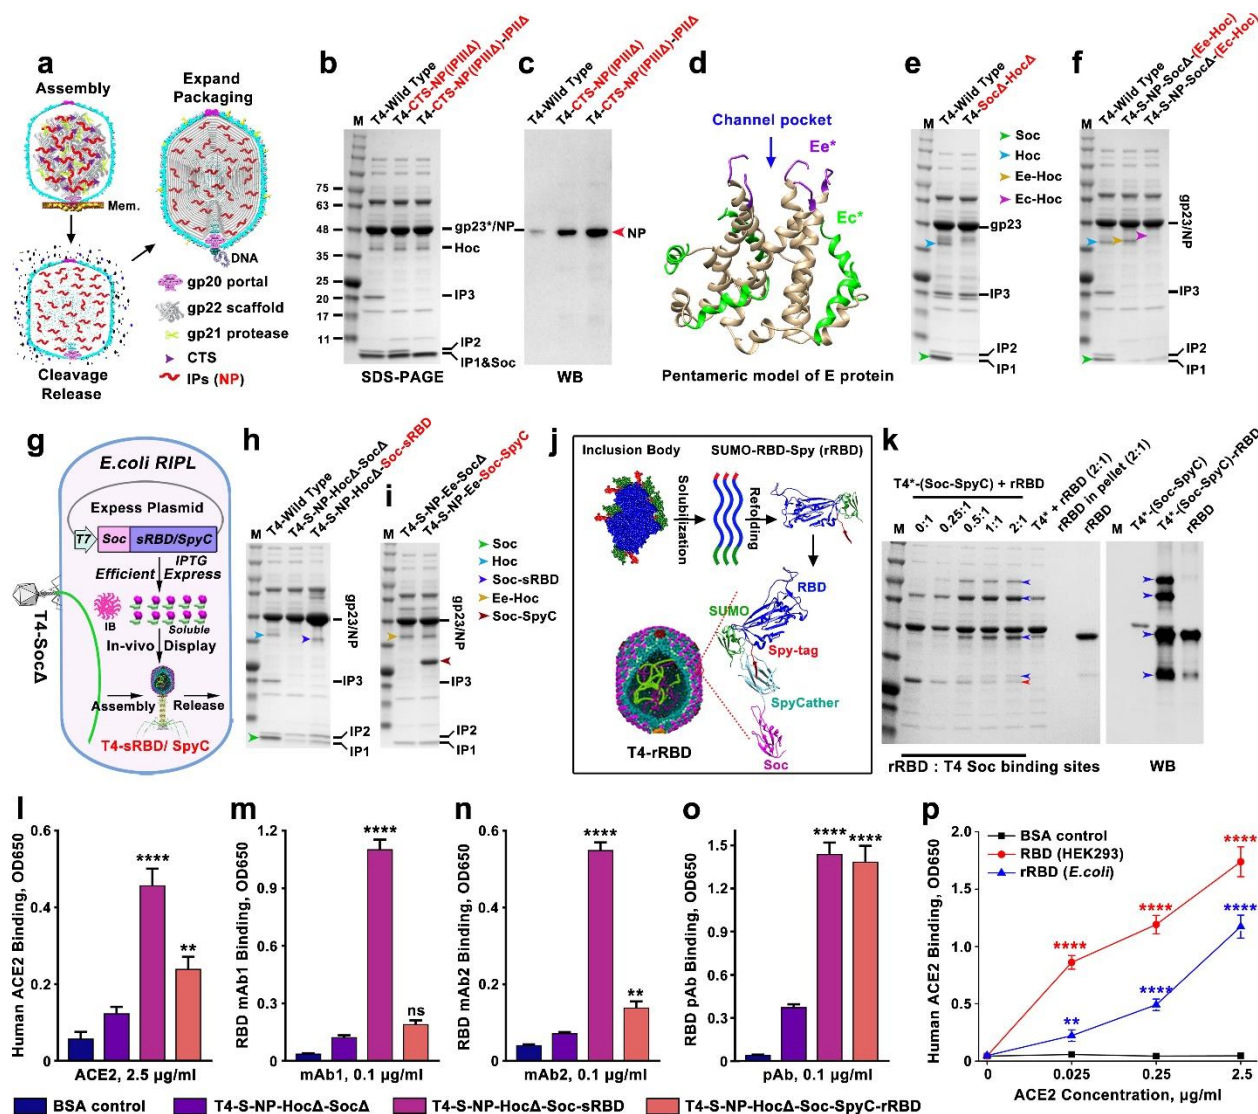 a
Assembly
Expand
Packaging
Mem.
DNA
gp20 portal
gp22 scaffold
gp21 protease
CTS
IPs (NP)
Cleavage
Release
b
M
T4-Wild Type
T4-CTS-NP(IPIIIΔ)
T4-CTS-NP(IPIIIΔ)-IPIIΔ
75
63
48
35
25
20
17
11
gp23*/NP
Hoc
IP3
IP2
IP1&Soc
SDS-PAGE
c
T4-Wild Type
T4-CTS-NP(IPIIIΔ)
T4-CTS-NP(IPIIIΔ)-IPIIΔ
NP
WB
d
Channel pocket
Ee*
Ec*
Pentameric model of E protein
e
M
T4-Wild Type
T4-SocΔ-HocΔ
gp23
IP3
IP2
IP1
Soc
Hoc
Ee-Hoc
Ec-Hoc
f
M
T4-Wild Type
T4-S-NP-SocΔ-(Ee-Hoc)
T4-S-NP-SocΔ-(Ec-Hoc)
gp23/NP
IP3
IP2
IP1
g
E.coli RIPL
Expess Plasmid
T7
Soc
sRBD/SpyC
IPTG
Efficient
Express
IB
Soluble
In-vivo
Display
Assembly
Release
T4-sRBD/ SpyC
T4-SocΔ
h
M
T4-Wild Type
T4-S-NP-HocΔ-SocΔ
T4-S-NP-HocΔ-Soc-sRBD
gp23/NP
IP3
IP2
IP1
i
M
T4-S-NP-Ee-SocΔ
T4-S-NP-Ee-Soc-SpyC
gp23/NP
IP3
IP2
IP1
Soc
Hoc
Soc-sRBD
Ee-Hoc
Soc-SpyC
j
Inclusion Body
SUMO-RBD-Spy (rRBD)
Solubilization
Refolding
RBD
SUMO
Spy-tag
SpyCather
Soc
T4-rRBD
k
T4*-(Soc-SpyC) + rRBD
M
0:1
0.25:1
0.5:1
1:1
2:1
T4* + rRBD (2:1)
rRBD in pellet (2:1)
rRBD
rRBD : T4 Soc binding sites
M
T4*-(Soc-SpyC)
T4*-(Soc-SpyC)-rRBD
rRBD
WB
l
Human ACE2 Binding, OD650
0.6
0.4
0.2
0.0
****
**
ACE2, 2.5 µg/ml
m
RBD mAb1 Binding, OD650
1.2
0.9
0.6
0.3
0.0
****
ns
mAb1, 0.1 µg/ml
n
RBD mAb2 Binding, OD650
0.6
0.4
0.2
0.0
****
**
mAb2, 0.1 µg/ml
o
RBD pAb Binding, OD650
1.5
1.2
0.9
0.6
0.3
0.0
****
****
pAb, 0.1 µg/ml
p
Human ACE2 Binding, OD650
2.0
1.5
1.0
0.5
0.0
BSA control
RBD (HEK293)
rRBD (E.coli)
****
****
****
**
****
****
0
0.025
0.25
2.5
ACE2 Concentration, µg/ml
BSA control
T4-S-NP-HocΔ-SocΔ
T4-S-NP-HocΔ-Soc-sRBD
T4-S-NP-HocΔ-Soc-SpyC-rRBD